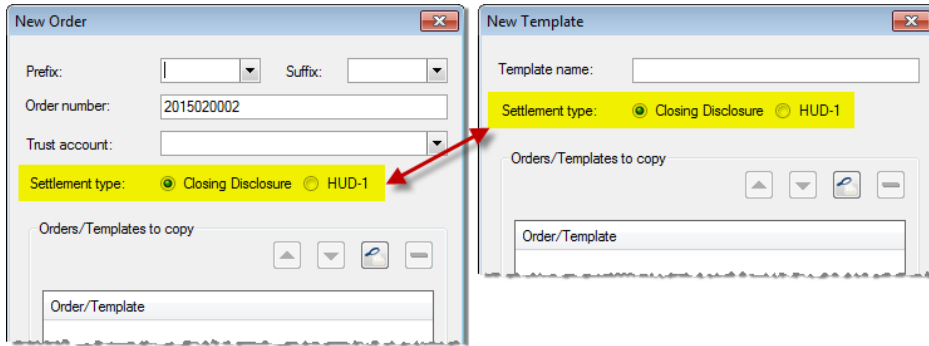 New Order
Prefix: Suffix:
Order number: 2015020002
Trust account:
Settlement type: Closing Disclosure HUD-1
Orders/Templates to copy
Order/Template
New Template
Template name:
Settlement type: Closing Disclosure HUD-1
Orders/Templates to copy
Order/Template